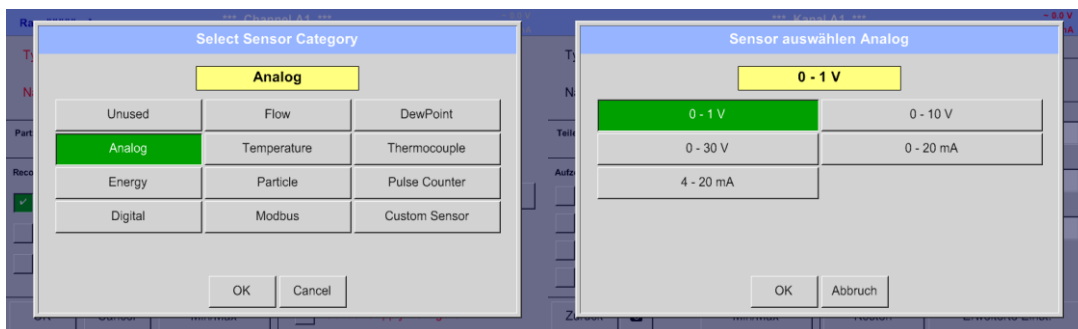 *** Channel A1 ***
Select Sensor Category
Analog
Unused
Flow
DewPoint
Analog
Temperature
Thermocouple
Energy
Particle
Pulse Counter
Digital
Modbus
Custom Sensor
OK
Cancel
*** Kanal A1 ***
Sensor auswählen Analog
0 - 1 V
0 - 1 V
0 - 10 V
0 - 30 V
0 - 20 mA
4 - 20 mA
OK
Abbruch